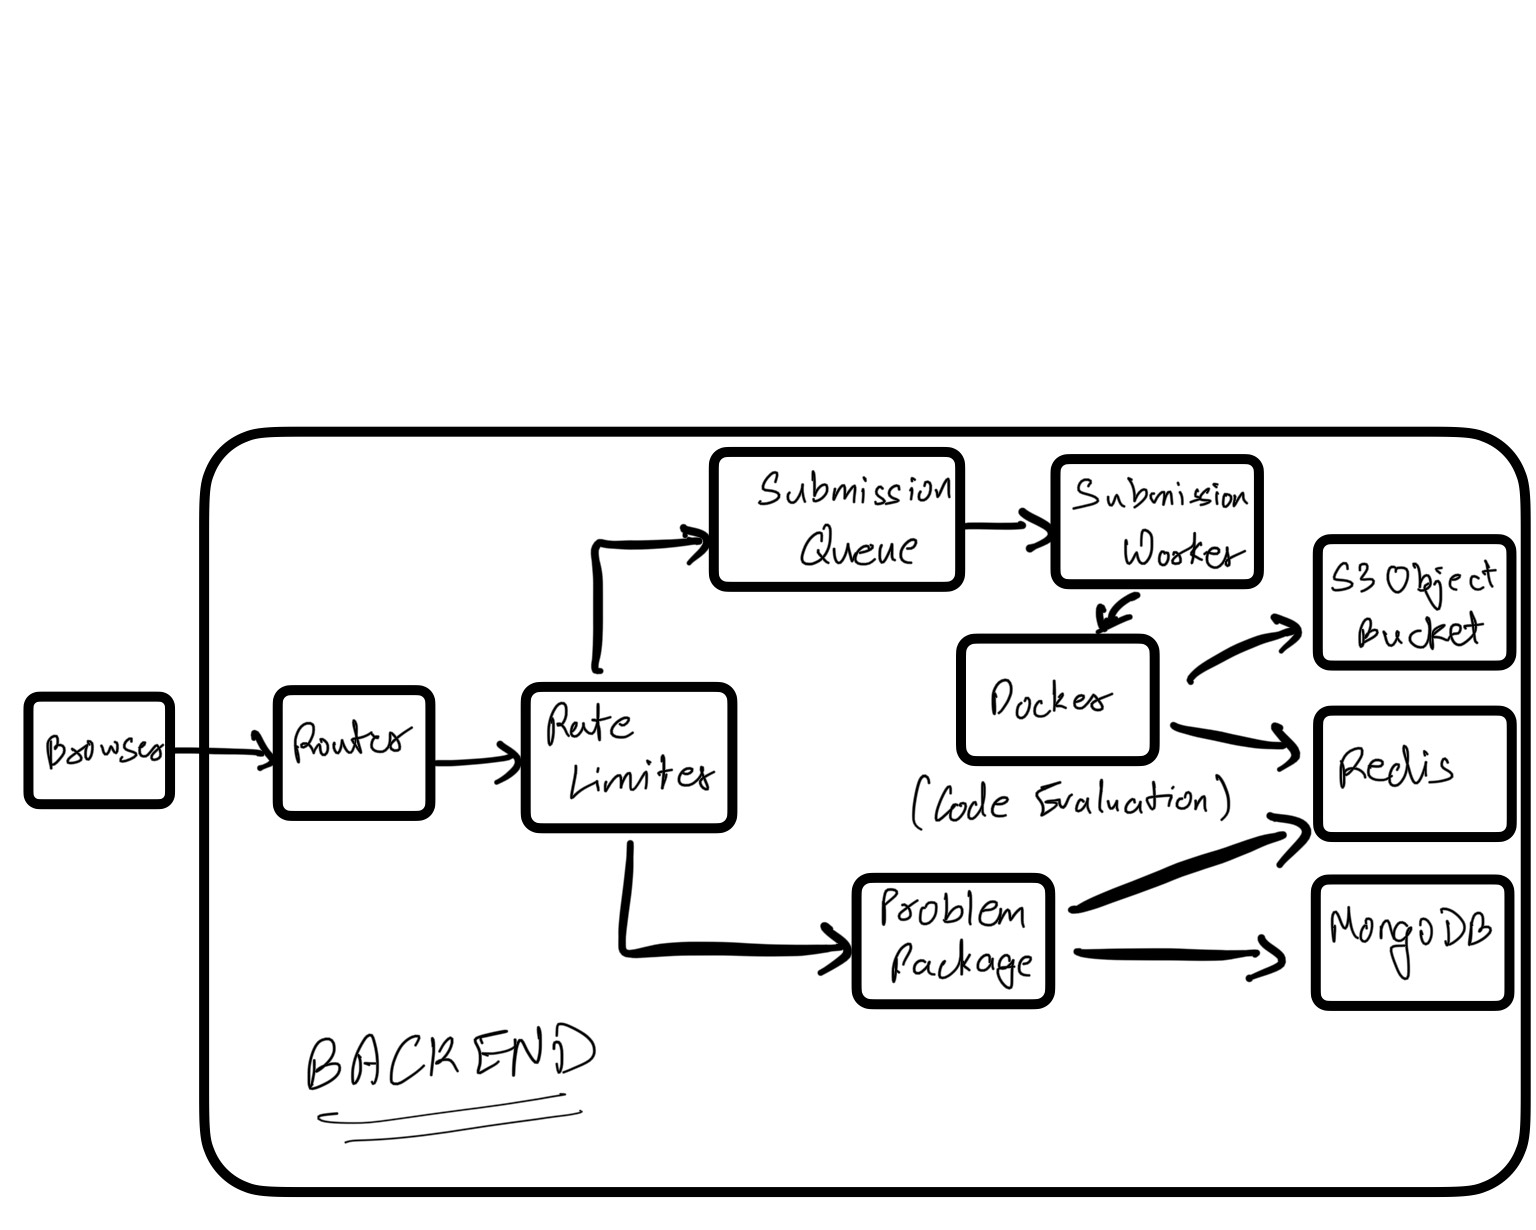 Submission
Queue
Submission
Worker
S3 Object
Bucket
Browser
Router
Rate
Limiter
Docker
(Code Evaluation)
Redis
Problem
Package
MongoDB
BACKEND